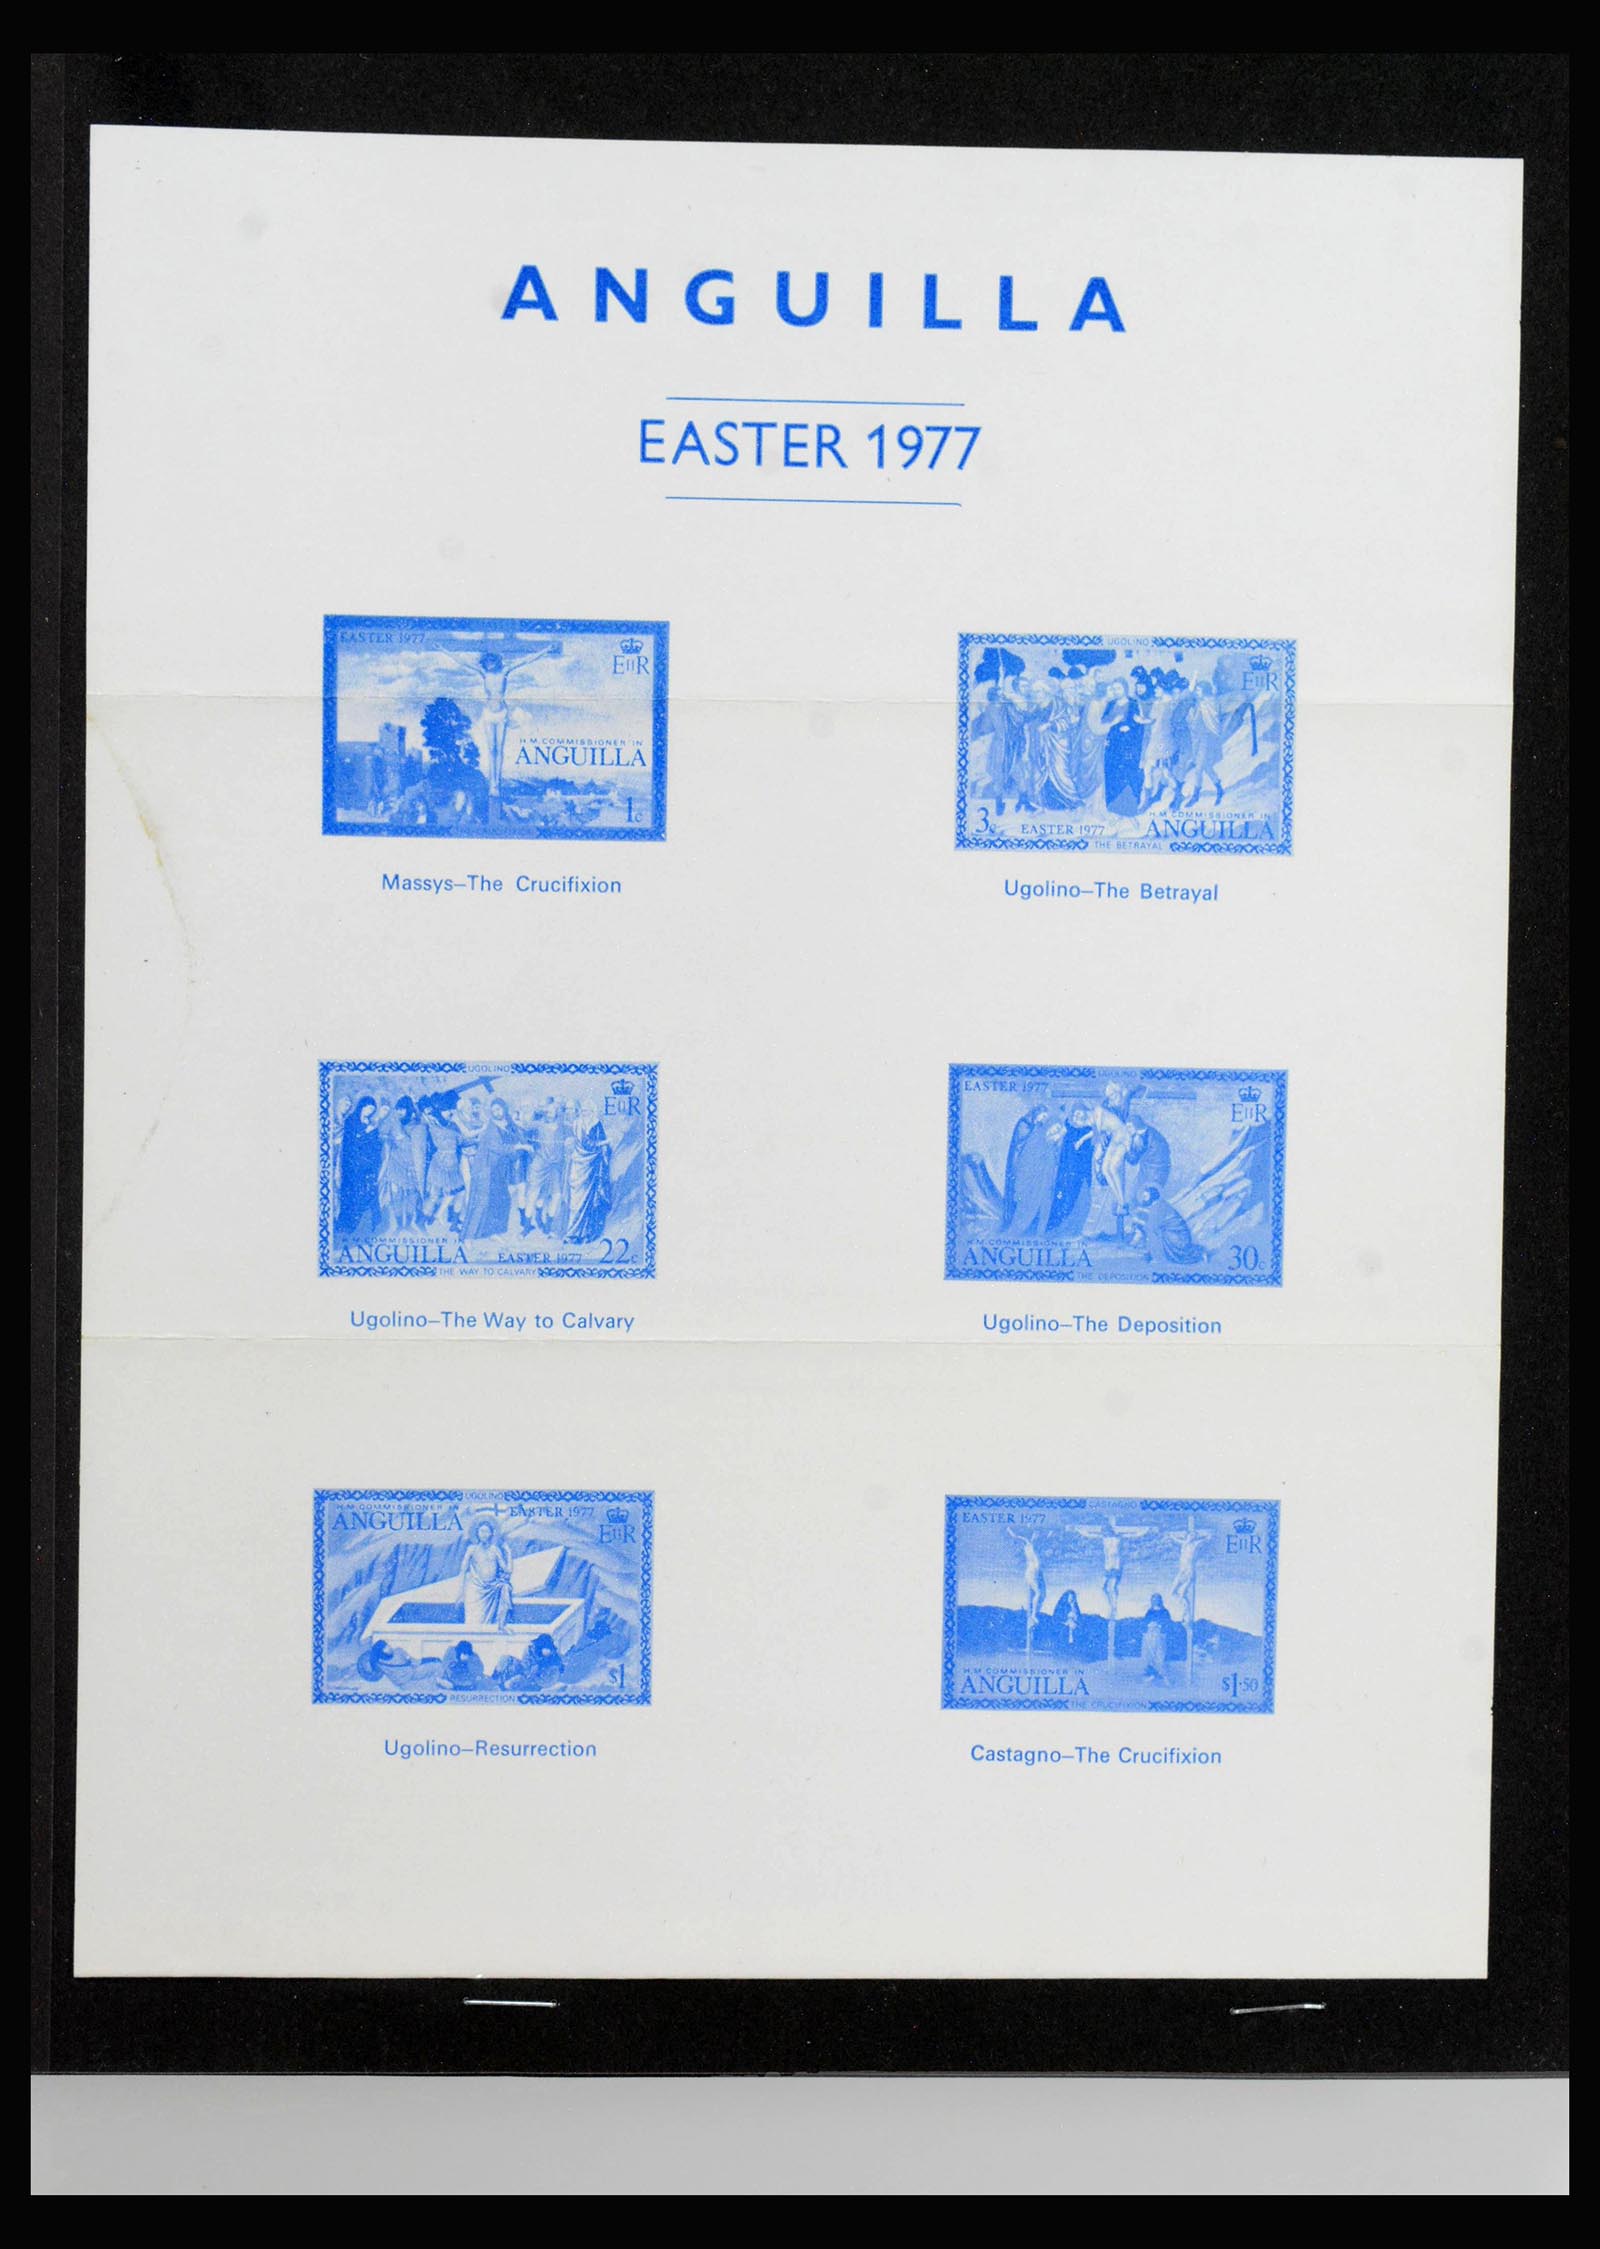 ANGUILLA
EASTER 1977
EASTER 1977
EIIR
H.M.COMMISSIONER IN
ANGUILLA
1c
Massys–The Crucifixion
UGOLINO
EIIR
H.M.COMMISSIONER IN
3c EASTER 1977 ANGUILLA
THE BETRAYAL
Ugolino–The Betrayal
UGOLINO
EIIR
H.M.COMMISSIONER IN
ANGUILLA EASTER 1977 22c
THE WAY TO CALVARY
Ugolino–The Way to Calvary
UGOLINO
EASTER 1977
EIIR
H.M.COMMISSIONER IN
ANGUILLA 30c
THE DEPOSITION
Ugolino–The Deposition
UGOLINO
H.M.COMMISSIONER IN
ANGUILLA EASTER 1977
EIIR
$1
RESURRECTION
Ugolino–Resurrection
CASTAGNO
EASTER 1977
EIIR
H.M.COMMISSIONER IN
ANGUILLA $1·50
THE CRUCIFIXION
Castagno–The Crucifixion